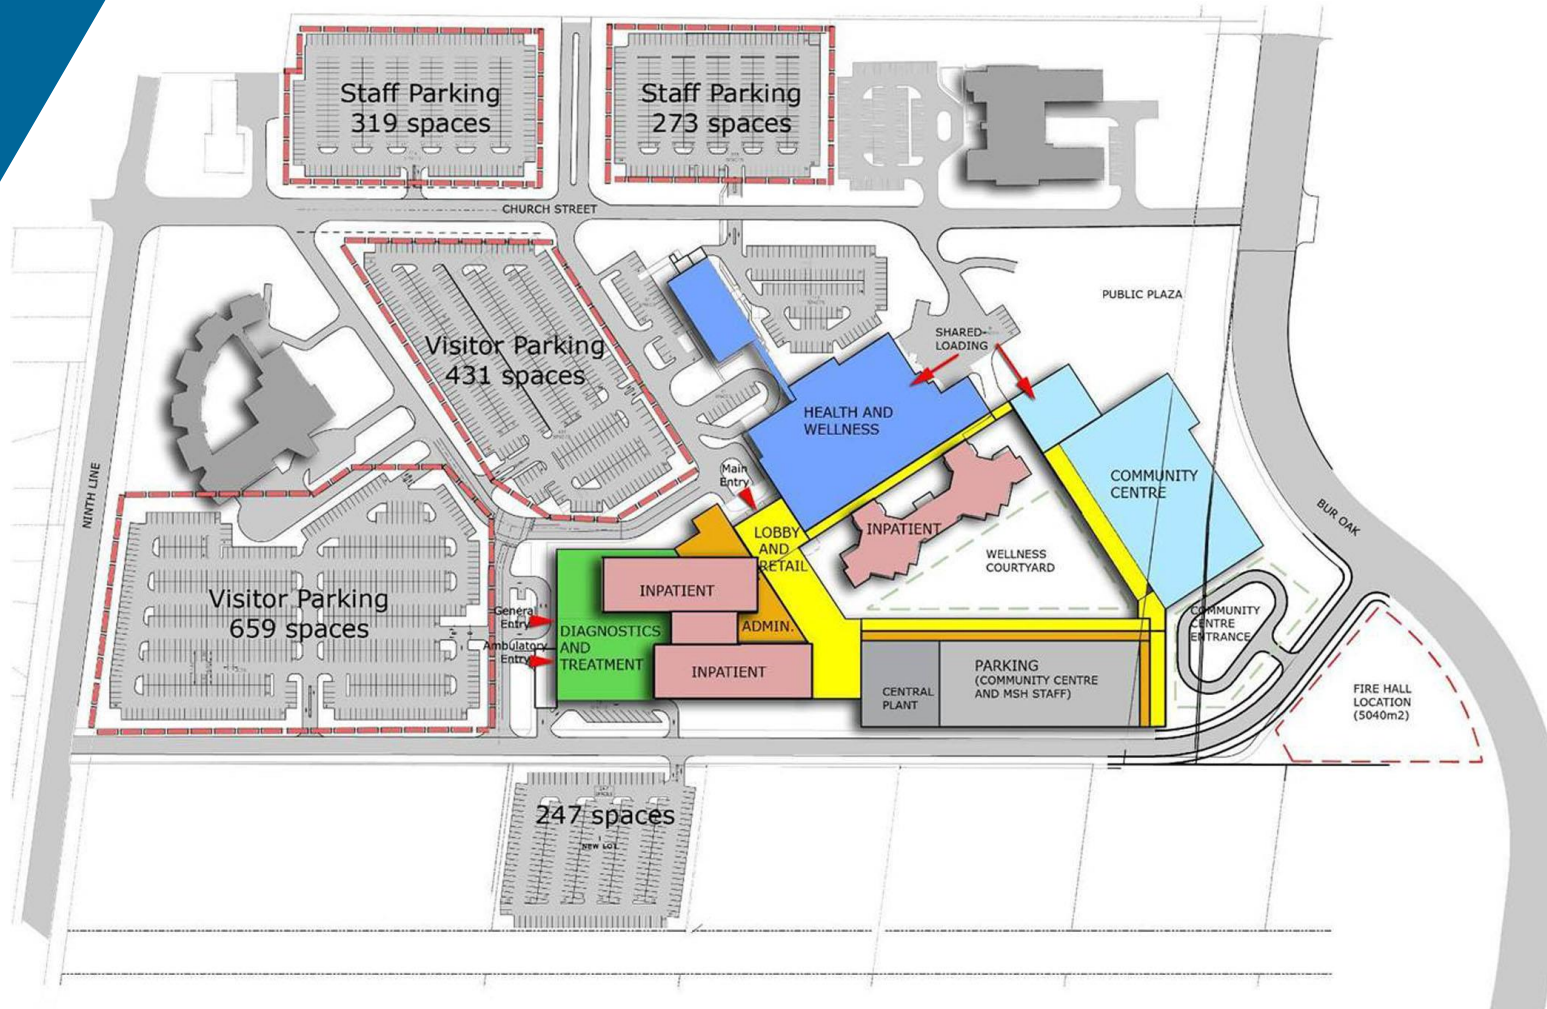 Staff Parking
319 spaces
Staff Parking
273 spaces
CHURCH STREET
PUBLIC PLAZA
SHARED
LOADING
Visitor Parking
431 spaces
HEALTH AND
WELLNESS
Main
Entry
COMMUNITY
CENTRE
NINTH LINE
BUR OAK
LOBBY
AND
RETAIL
INPATIENT
WELLNESS
COURTYARD
INPATIENT
Visitor Parking
659 spaces
General
Entry
DIAGNOSTICS
AND
TREATMENT
ADMIN.
Ambulatory
Entry
INPATIENT
COMMUNITY
CENTRE
ENTRANCE
CENTRAL
PLANT
PARKING
(COMMUNITY CENTRE
AND MSH STAFF)
FIRE HALL
LOCATION
(5040m2)
247
SPACES
247 spaces
NEW LOT